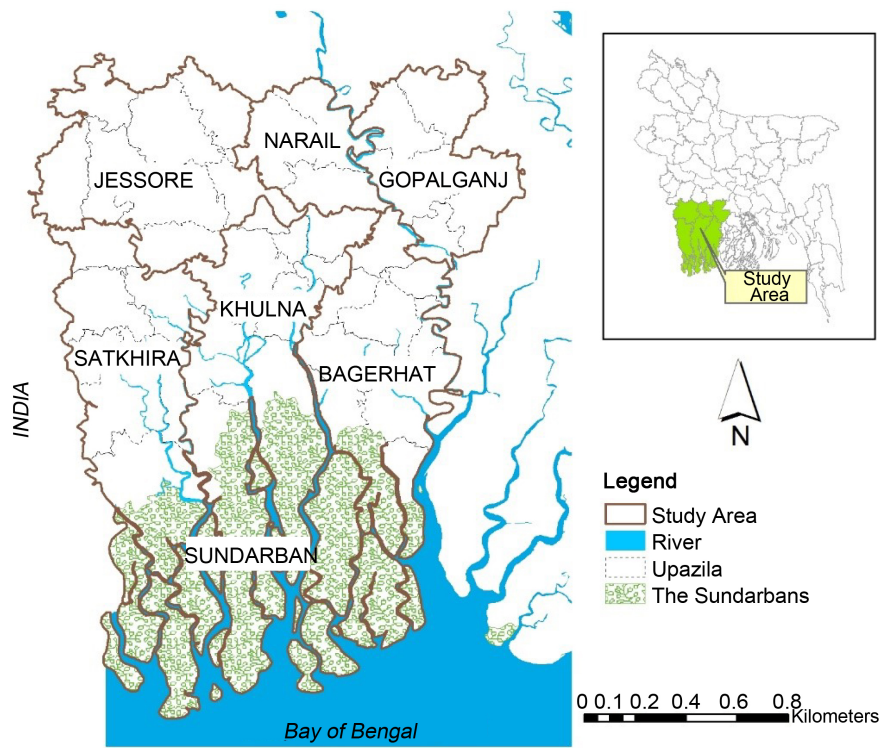 NARAIL
JESSORE
GOPALGANJ
KHULNA
SATKHIRA
BAGERHAT
INDIA
SUNDARBAN
Bay of Bengal
Study
Area
N
Legend
Study Area
River
Upazila
The Sundarbans
0 0.1 0.2 0.4 0.6 0.8
Kilometers